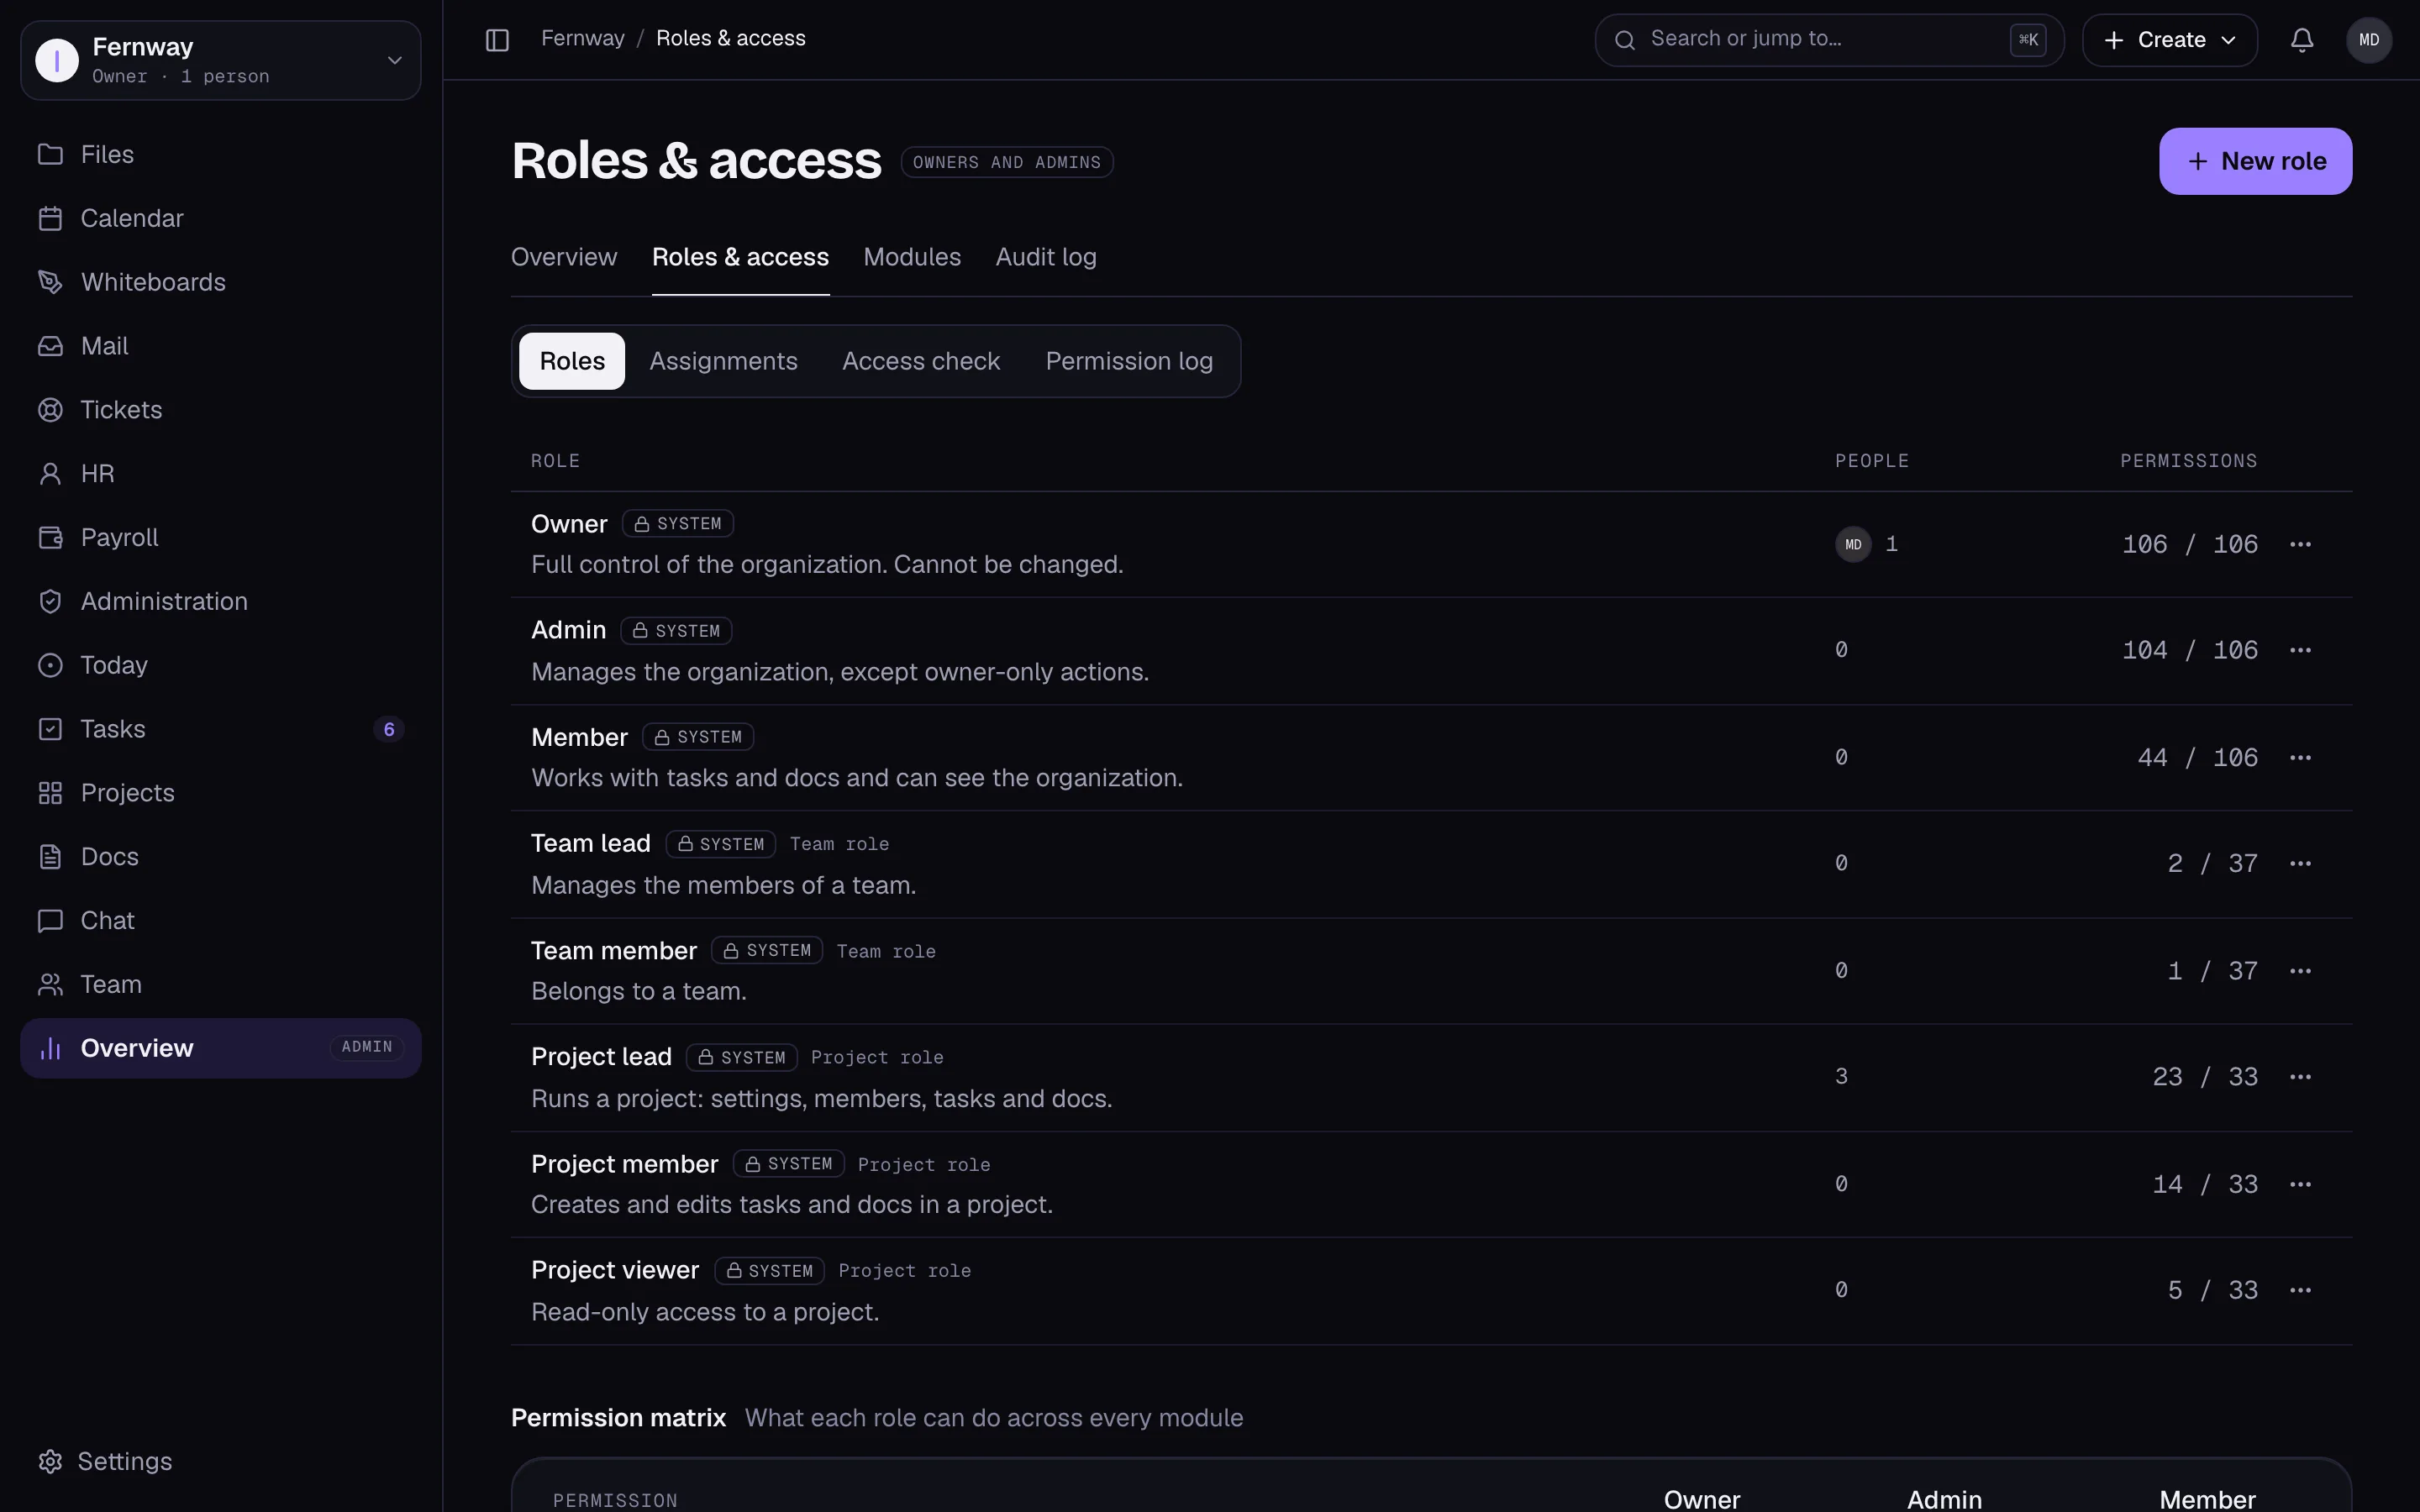 Fernway
Owner · 1 person
Files
Calendar
Whiteboards
Mail
Tickets
HR
Payroll
Administration
Today
Tasks 6
Projects
Docs
Chat
Team
Overview ADMIN
Settings
Fernway / Roles & access
Search or jump to... ⌘K
+ Create
MD
Roles & access OWNERS AND ADMINS
+ New role
Overview Roles & access Modules Audit log
Roles Assignments Access check Permission log
ROLE PEOPLE PERMISSIONS
Owner SYSTEM
Full control of the organization. Cannot be changed.
MD 1 106 / 106
Admin SYSTEM
Manages the organization, except owner-only actions.
0 104 / 106
Member SYSTEM
Works with tasks and docs and can see the organization.
0 44 / 106
Team lead SYSTEM Team role
Manages the members of a team.
0 2 / 37
Team member SYSTEM Team role
Belongs to a team.
0 1 / 37
Project lead SYSTEM Project role
Runs a project: settings, members, tasks and docs.
3 23 / 33
Project member SYSTEM Project role
Creates and edits tasks and docs in a project.
0 14 / 33
Project viewer SYSTEM Project role
Read-only access to a project.
0 5 / 33
Permission matrix What each role can do across every module
PERMISSION Owner Admin Member